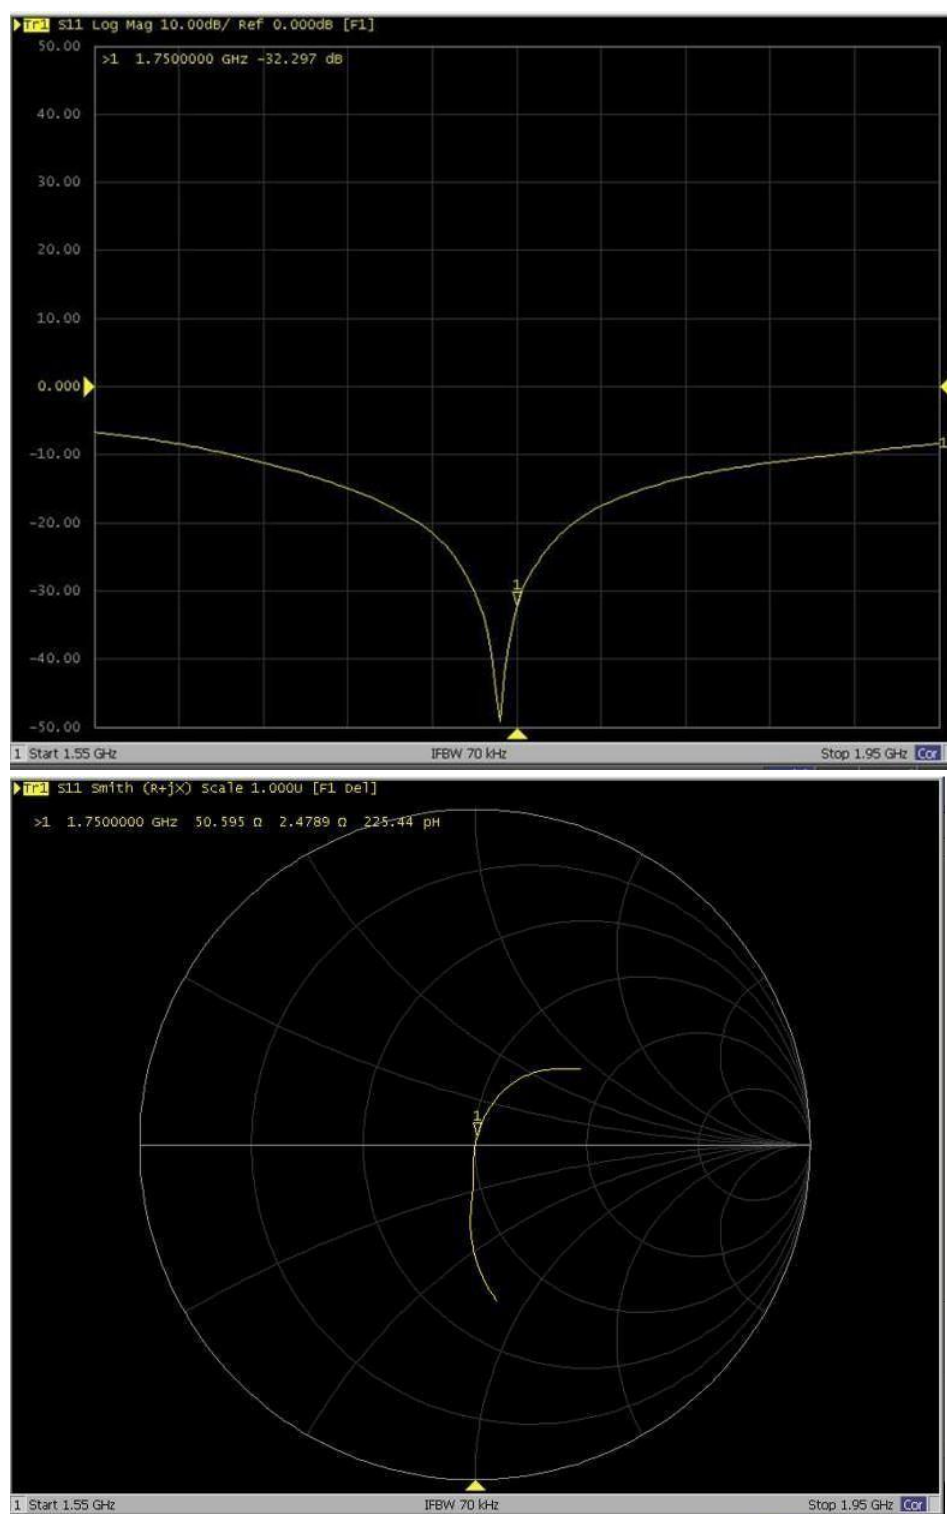 Tr1 S11 Log Mag 10.00dB/ Ref 0.000dB [F1]
50.00
>1 1.7500000 GHz -32.297 dB
40.00
30.00
20.00
10.00
0.000
-10.00
1
-20.00
-30.00
1
-40.00
-50.00
1 Start 1.55 GHz IFBW 70 kHz Stop 1.95 GHz Cor
Tr1 S11 Smith (R+jX) Scale 1.000U [F1 Del]
>1 1.7500000 GHz 50.595 Ω 2.4789 Ω 225.44 pH
1
1 Start 1.55 GHz IFBW 70 kHz Stop 1.95 GHz Cor